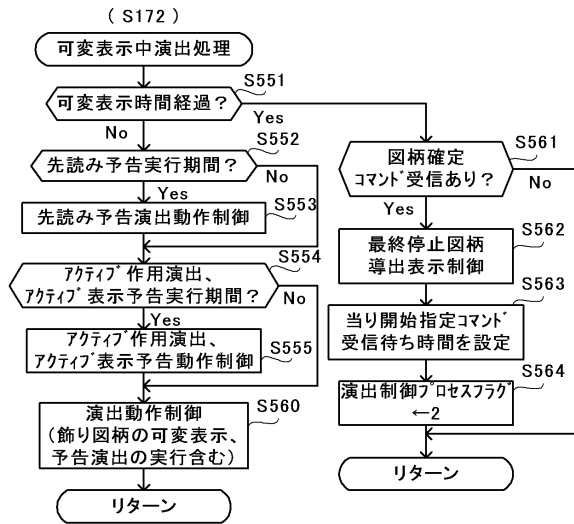 (S172)
可変表示中演出処理
S551
可変表示時間経過？
Yes
No
S552
先読み予告実行期間？
No
Yes
S553
先読み予告演出動作制御
S554
ｱｸﾃｨﾌﾞ作用演出、
ｱｸﾃｨﾌﾞ表示予告実行期間？
No
Yes
ｱｸﾃｨﾌﾞ作用演出、
ｱｸﾃｨﾌﾞ表示予告動作制御
S555
S560
演出動作制御
(飾り図柄の可変表示、
予告演出の実行含む)
リターン
S561
図柄確定
ｺﾏﾝﾄﾞ受信あり？
No
Yes
S562
最終停止図柄
導出表示制御
S563
当り開始指定ｺﾏﾝﾄﾞ
受信待ち時間を設定
S564
演出制御ﾌﾟﾛｾｽﾌﾗｸﾞ
←2
リターン